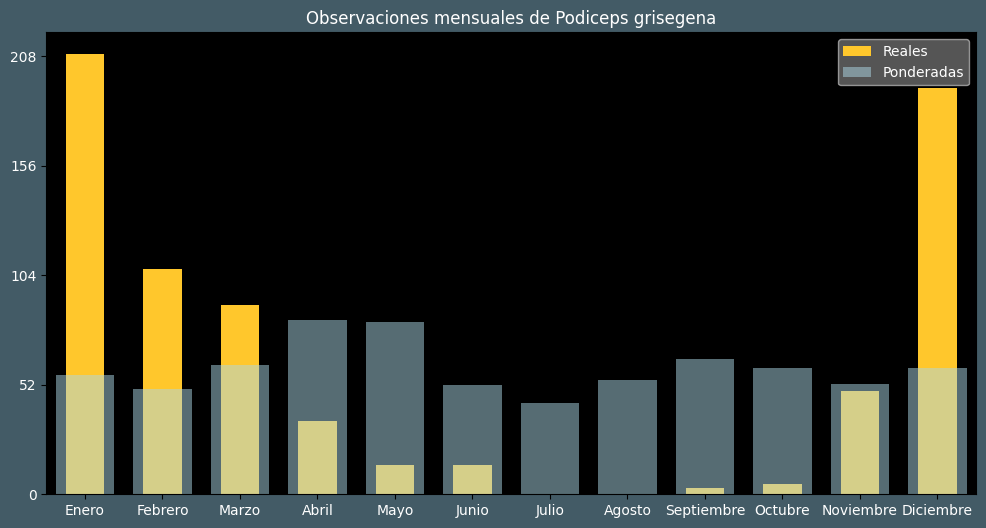 Observaciones mensuales de Podiceps grisegena
Reales
Ponderadas
208
156
104
52
0
Enero Febrero Marzo Abril Mayo Junio Julio Agosto Septiembre Octubre Noviembre Diciembre